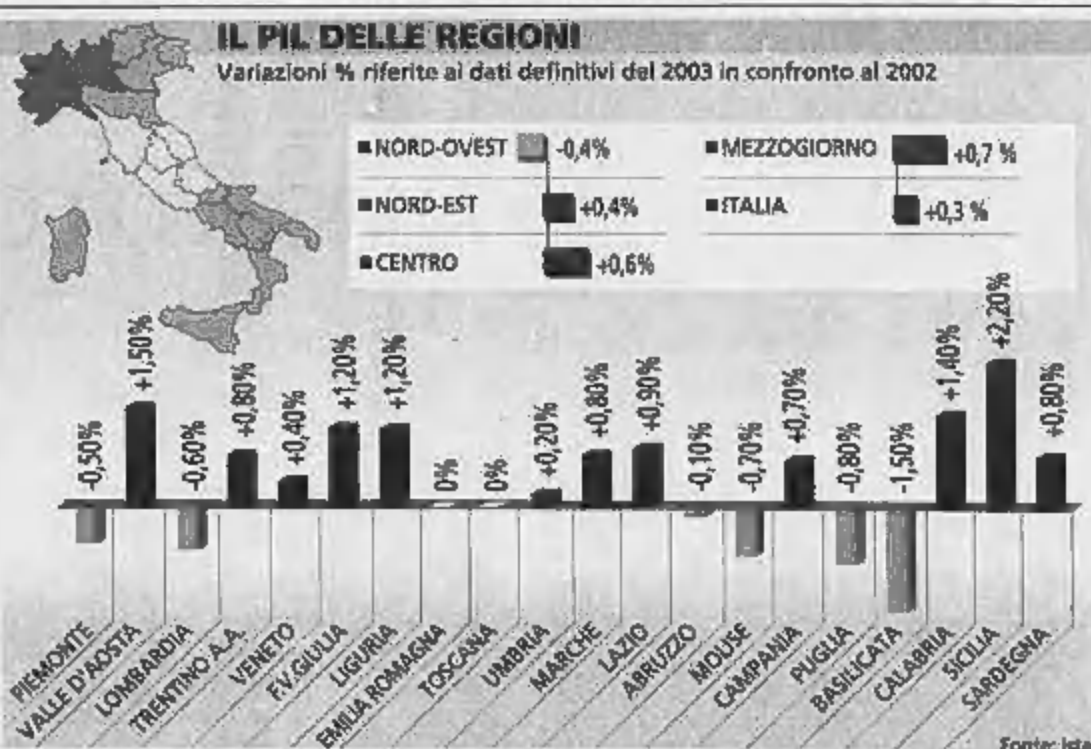 IL PIL DELLE REGIONI
Variazioni % riferite ai dati definitivi del 2003 in confronto al 2002
NORD-OVEST -0,4%
NORD-EST +0,4%
CENTRO +0,6%
MEZZOGIORNO +0,7 %
ITALIA +0,3 %
-0,50%
+1,50%
-0,60%
+0,80%
+0,40%
+1,20%
+1,20%
0%
0%
+0,20%
+0,80%
+0,90%
-0,10%
-0,70%
+0,70%
-0,80%
-1,50%
+1,40%
+2,20%
+0,80%
PIEMONTE
VALLE D'AOSTA
LOMBARDIA
TRENTINO A.A.
VENETO
F.V.GIULIA
LIGURIA
EMILIA ROMAGNA
TOSCANA
UMBRIA
MARCHE
LAZIO
ABRUZZO
MOLISE
CAMPANIA
PUGLIA
BASILICATA
CALABRIA
SICILIA
SARDEGNA
Fonte: